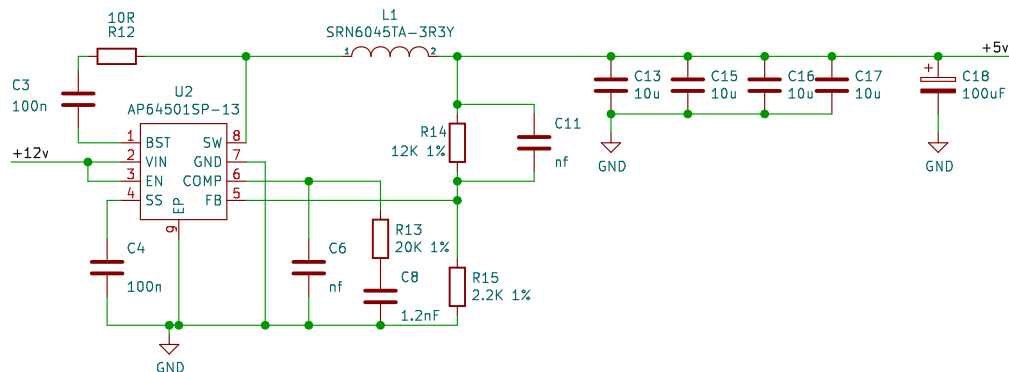 10R
R12
L1
SRN6045TA-3R3Y
1
2
+5v
C3
100n
U2
AP64501SP-13
C13
10u
C15
10u
C16
10u
C17
10u
C18
100uF
+
+12v
1
BST
SW
8
2
VIN
GND
7
3
EN
COMP
6
4
SS
FB
5
EP
9
R14
12K 1%
C11
nf
GND
GND
C4
100n
C6
nf
R13
20K 1%
C8
1.2nF
R15
2.2K 1%
GND